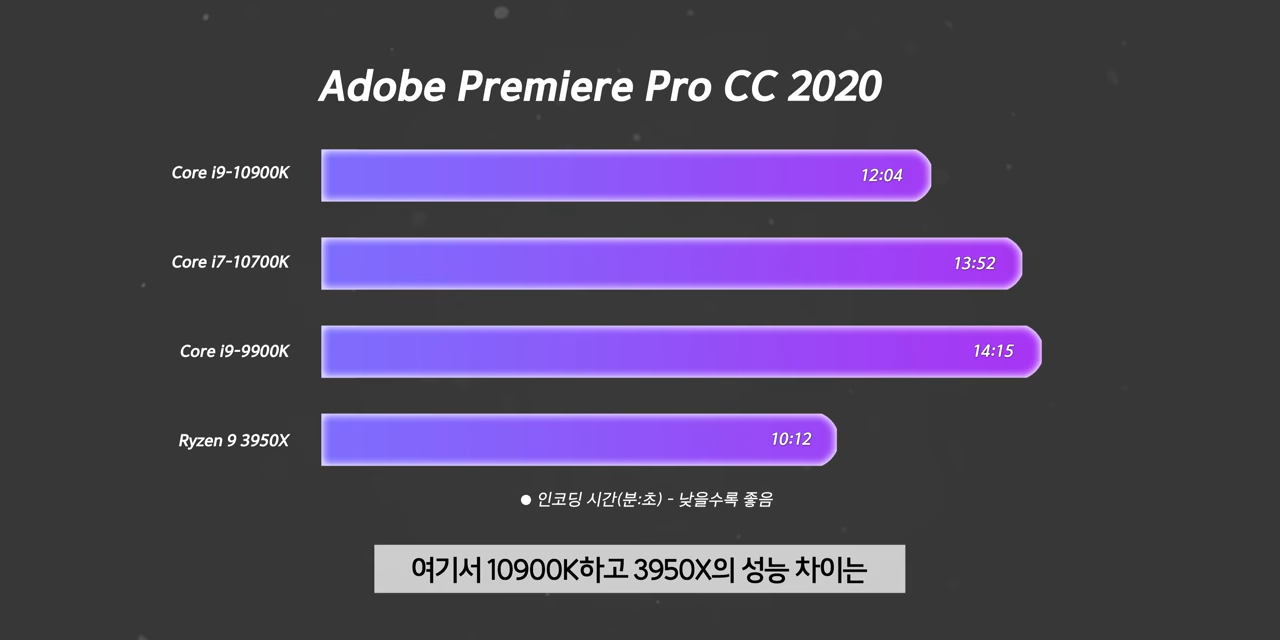 Adobe Premiere Pro CC 2020
Core i9-10900K 12:04
Core i7-10700K 13:52
Core i9-9900K 14:15
Ryzen 9 3950X 10:12
● 인코딩 시간(분:초) - 낮을수록 좋음
여기서 10900K하고 3950X의 성능 차이는